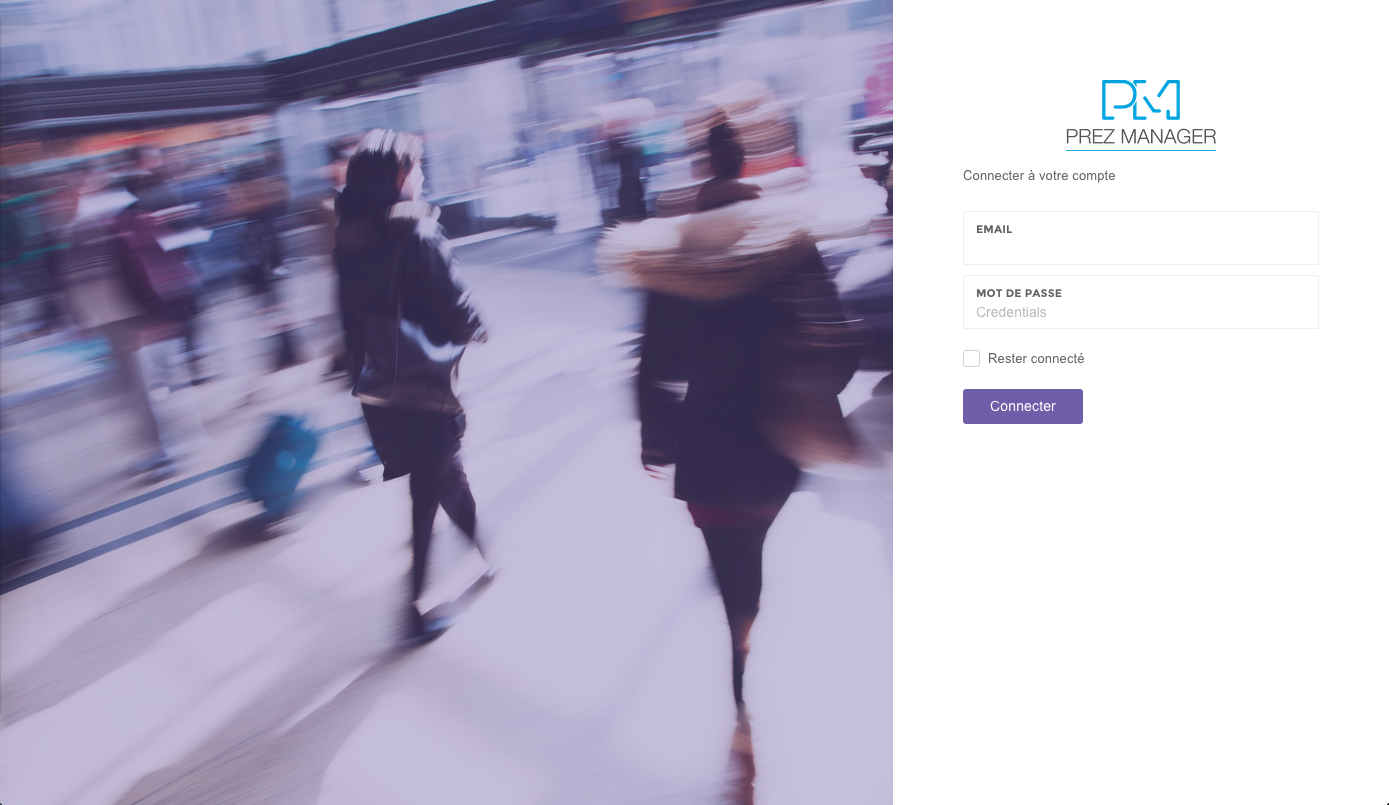 PM
PREZ MANAGER
Connecter à votre compte
EMAIL
MOT DE PASSE
Credentials
Rester connecté
Connecter